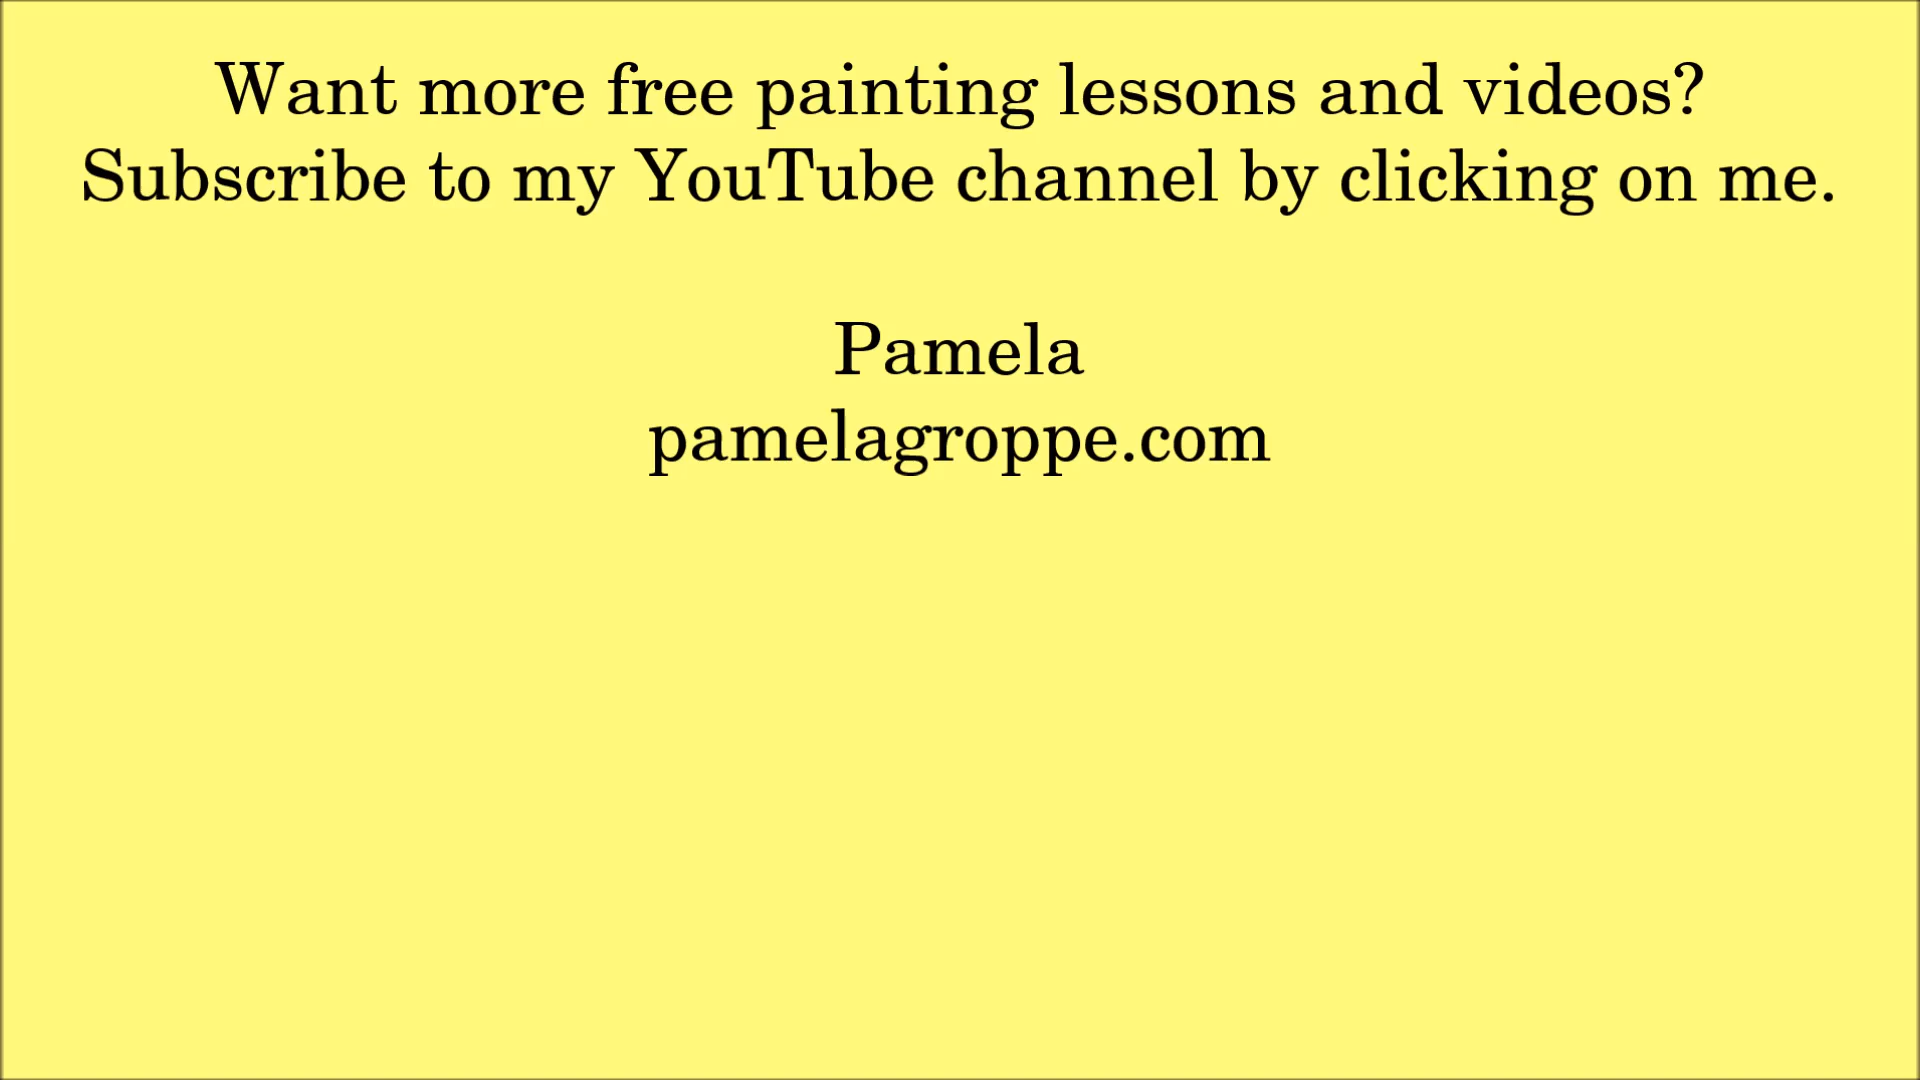 Want more free painting lessons and videos?
Subscribe to my YouTube channel by clicking on me.
Pamela
pamelagroppe.com